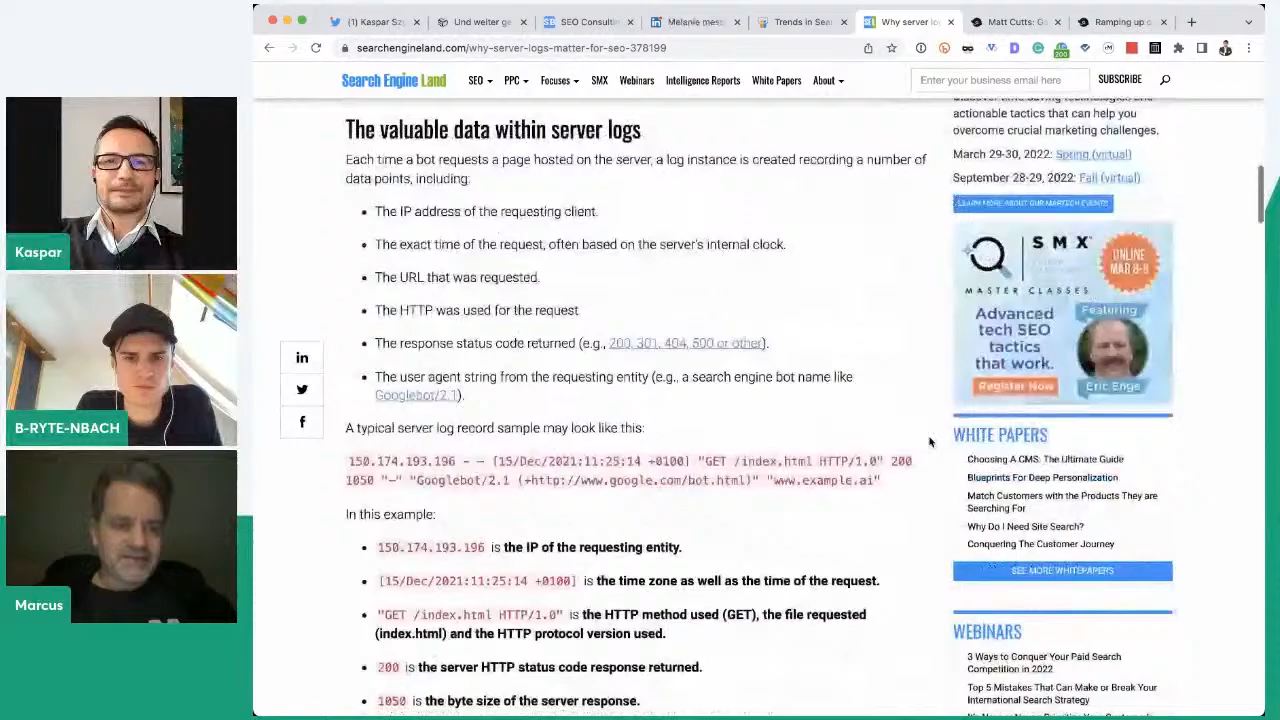 (2) Kaspar Szy
Und weiter ge
SEO Consultin
Melanie mess
Trends in Sear
Why server lo
Matt Cutts: Go
Ramping up o
searchengineland.com/why-server-logs-matter-for-seo-378199
200
Search Engine Land
SEO
PPC
Focuses
SMX
Webinars
Intelligence Reports
White Papers
About
Enter your business email here
SUBSCRIBE
Kaspar
B-RYTE-NBACH
Marcus
The valuable data within server logs
Each time a bot requests a page hosted on the server, a log instance is created recording a number of
data points, including:
• The IP address of the requesting client.
• The exact time of the request, often based on the server's internal clock.
• The URL that was requested.
• The HTTP was used for the request
• The response status code returned (e.g., 200, 301, 404, 500 or other).
• The user agent string from the requesting entity (e.g., a search engine bot name like
Googlebot/2.1).
A typical server log record sample may look like this:
150.174.193.196 - - [15/Dec/2021:11:25:14 +0100] "GET /index.html HTTP/1.0" 200
1050 "-" "Googlebot/2.1 (+http://www.google.com/bot.html)" "www.example.ai"
In this example:
• 150.174.193.196 is the IP of the requesting entity.
• [15/Dec/2021:11:25:14 +0100] is the time zone as well as the time of the request.
• "GET /index.html HTTP/1.0" is the HTTP method used (GET), the file requested
(index.html) and the HTTP protocol version used.
• 200 is the server HTTP status code response returned.
• 1050 is the byte size of the server response.
in
f
actionable tactics that can help you
overcome crucial marketing challenges.
March 29-30, 2022: Spring (virtual)
September 28-29, 2022: Fall (virtual)
LEARN MORE ABOUT OUR MARTECH EVENTS
SMX
MASTER CLASSES
ONLINE
MAR 8-9
Advanced
tech SEO
tactics
that work.
Register Now
Featuring
Eric Enge
WHITE PAPERS
Choosing A CMS: The Ultimate Guide
Blueprints For Deep Personalization
Match Customers with the Products They are
Searching For
Why Do I Need Site Search?
Conquering The Customer Journey
SEE MORE WHITEPAPERS
WEBINARS
3 Ways to Conquer Your Paid Search
Competition in 2022
Top 5 Mistakes That Can Make or Break Your
International Search Strategy